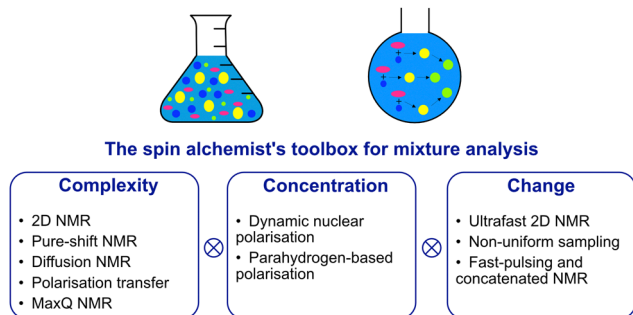 The spin alchemist's toolbox for mixture analysis
Complexity
• 2D NMR
• Pure-shift NMR
• Diffusion NMR
• Polarisation transfer
• MaxQ NMR
Concentration
• Dynamic nuclear
polarisation
• Parahydrogen-based
polarisation
Change
• Ultrafast 2D NMR
• Non-uniform sampling
• Fast-pulsing and
concatenated NMR